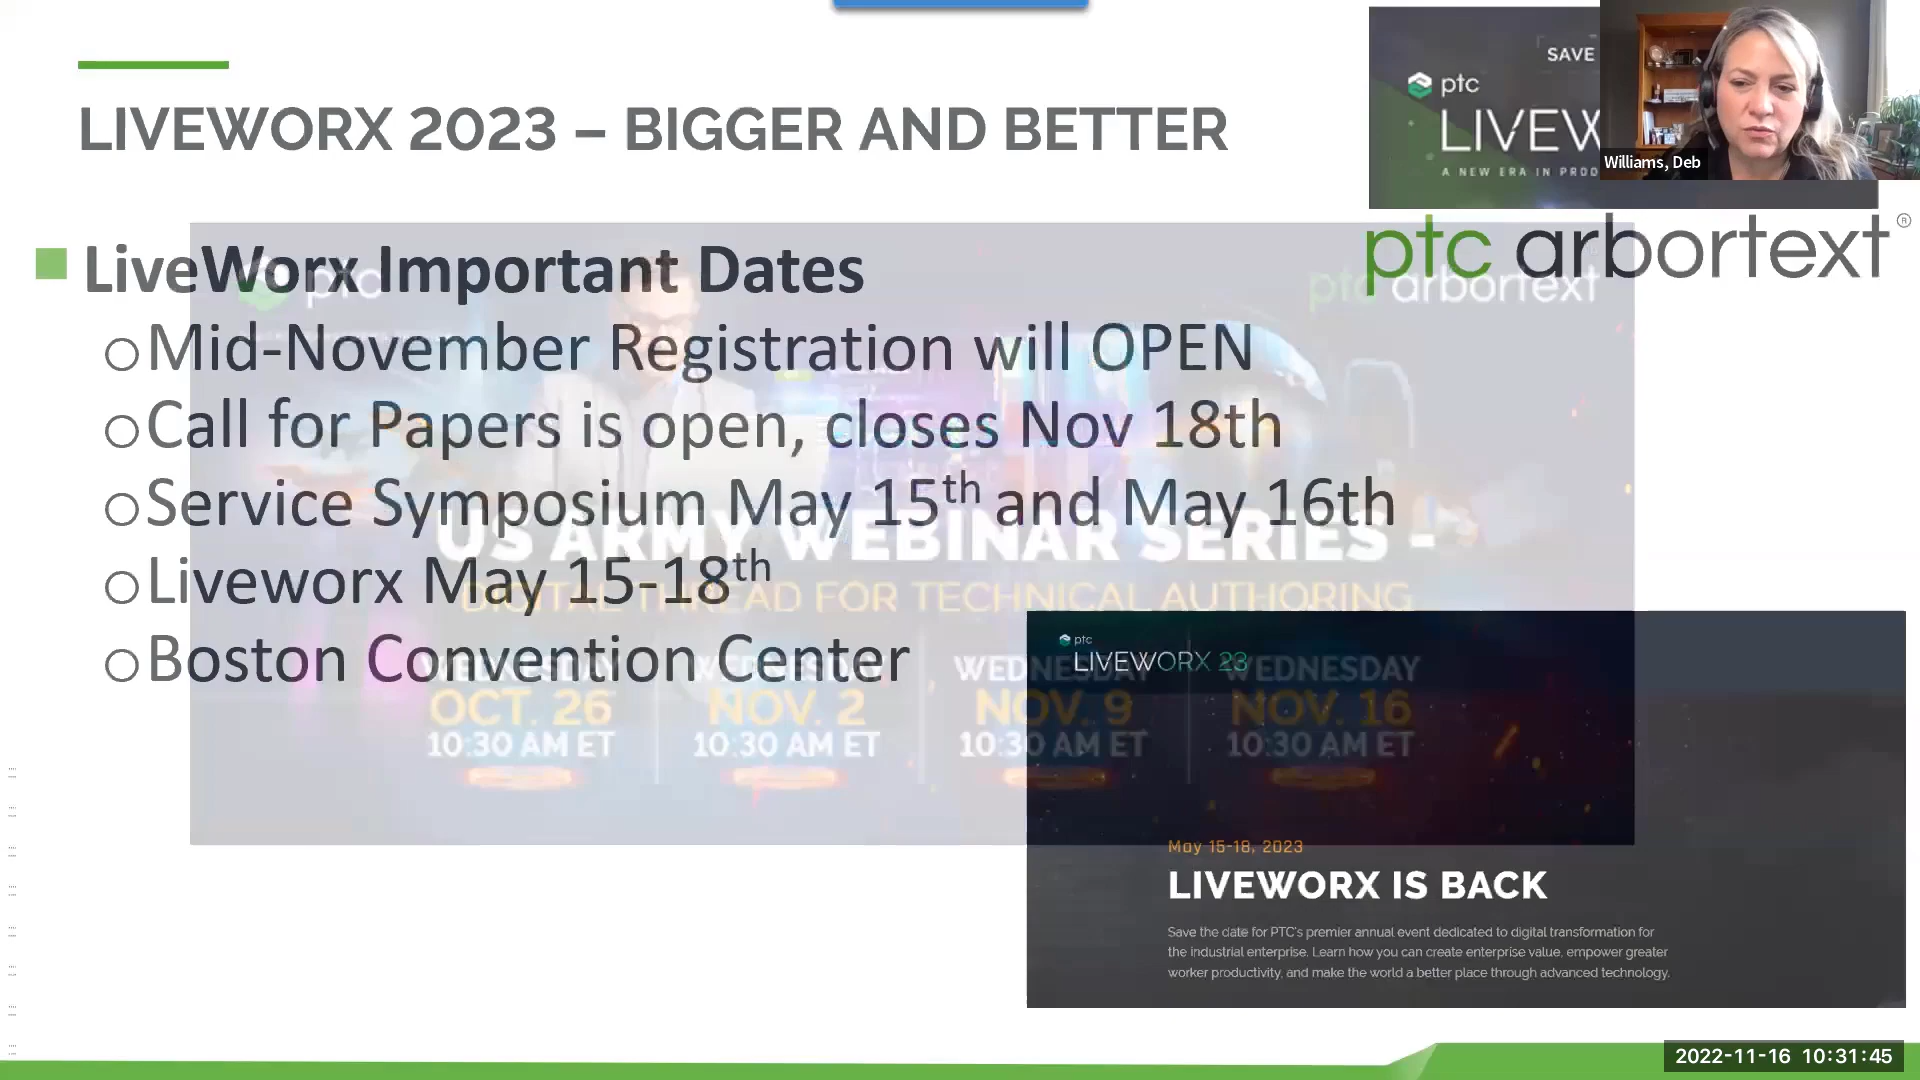 SAVE
ptc
LIVEW
A NEW ERA IN PROD
Williams, Deb
LIVEWORX 2023 – BIGGER AND BETTER
ptc arbortext®
LiveWorx Important Dates
ptc
ptc arbortext
Mid-November Registration will OPEN
Call for Papers is open, closes Nov 18th
Service Symposium May 15th and May 16th
US ARMY WEBINAR SERIES -
Liveworx May 15-18th
DIGITAL THREAD FOR TECHNICAL AUTHORING
Boston Convention Center
ptc
LIVEWORX 23
WEDNESDAY WEDNESDAY WEDNESDAY WEDNESDAY
OCT. 26 NOV. 2 NOV. 9 NOV. 16
10:30 AM ET 10:30 AM ET 10:30 AM ET 10:30 AM ET
May 15-18, 2023
LIVEWORX IS BACK
Save the date for PTC's premier annual event dedicated to digital transformation for
the industrial enterprise. Learn how you can create enterprise value, empower greater
worker productivity, and make the world a better place through advanced technology.
2022-11-16 10:31:45